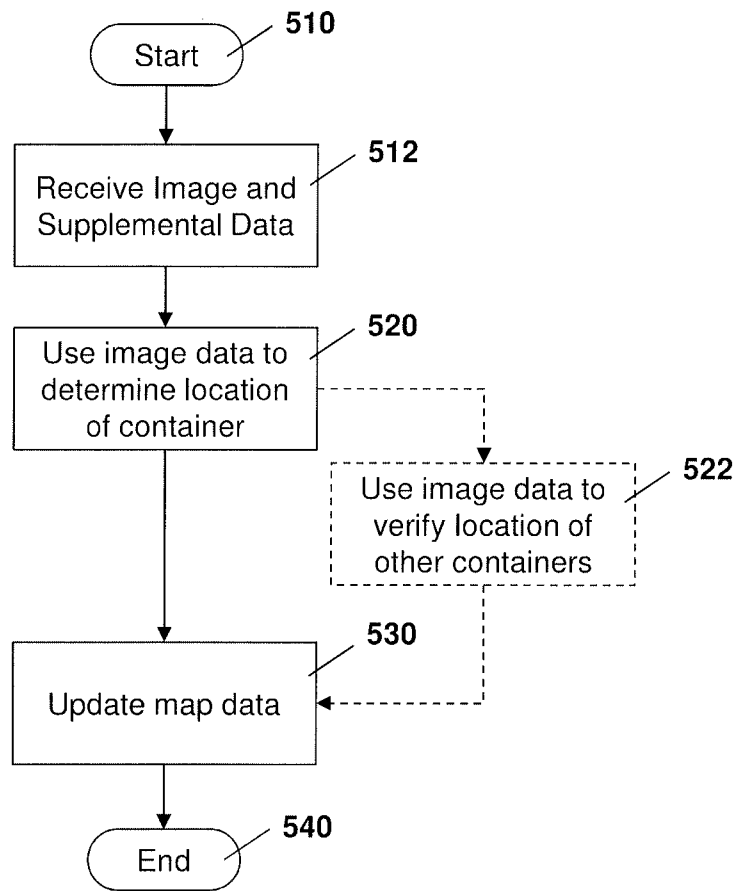 510
Start
512
Receive Image and
Supplemental Data
520
Use image data to
determine location
of container
522
Use image data to
verify location of
other containers
530
Update map data
540
End